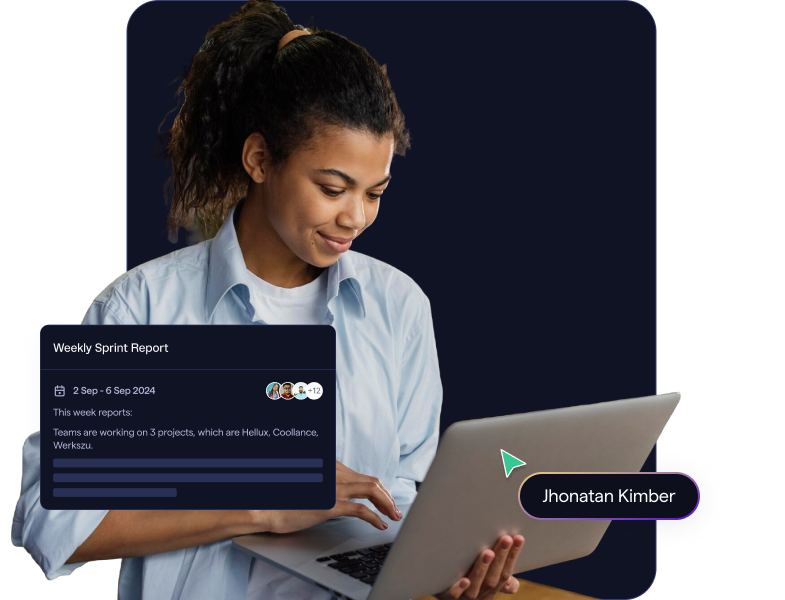 Weekly Sprint Report
2 Sep - 6 Sep 2024
+12
This week reports:
Teams are working on 3 projects, which are Hellux, Coollance,
Werkszu.
Jhonatan Kimber